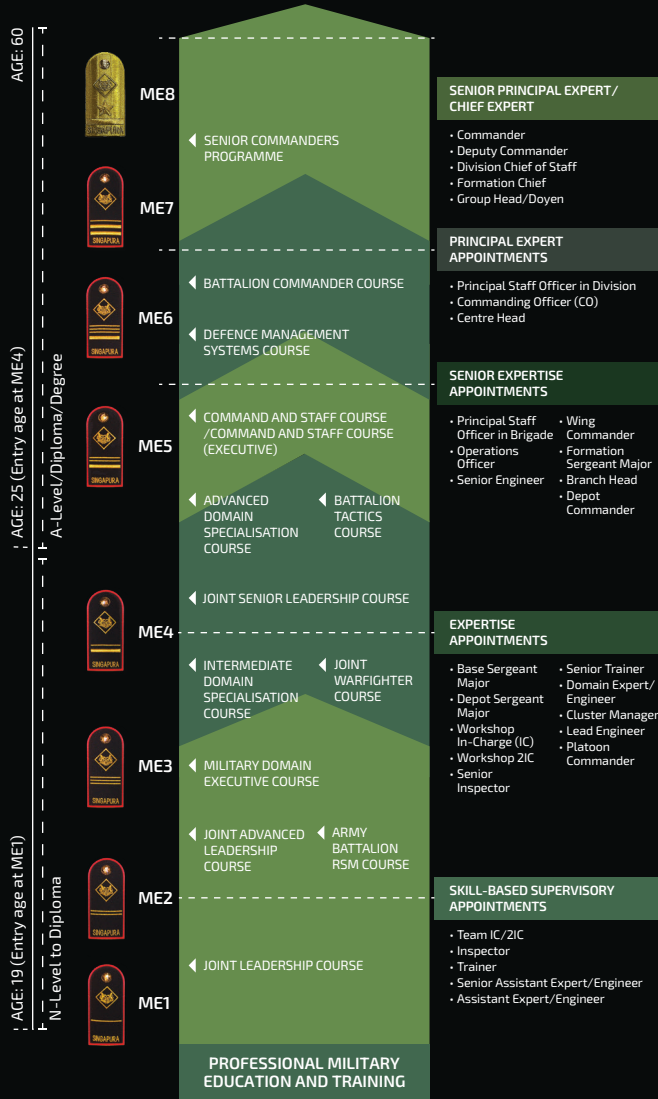 AGE: 60
AGE: 25 (Entry age at ME4)
A-Level/Diploma/Degree
AGE: 19 (Entry age at ME1)
N-Level to Diploma
ME8
SINGAPURA
ME7
SINGAPURA
ME6
SINGAPURA
ME5
SINGAPURA
ME4
SINGAPURA
ME3
SINGAPURA
ME2
SINGAPURA
ME1
SINGAPURA
SENIOR COMMANDERS
PROGRAMME
BATTALION COMMANDER COURSE
DEFENCE MANAGEMENT
SYSTEMS COURSE
COMMAND AND STAFF COURSE
/COMMAND AND STAFF COURSE
(EXECUTIVE)
ADVANCED
DOMAIN
SPECIALISATION
COURSE
BATTALION
TACTICS
COURSE
JOINT SENIOR LEADERSHIP COURSE
INTERMEDIATE
DOMAIN
SPECIALISATION
COURSE
JOINT
WARFIGHTER
COURSE
MILITARY DOMAIN
EXECUTIVE COURSE
JOINT ADVANCED
LEADERSHIP
COURSE
ARMY
BATTALION
RSM COURSE
JOINT LEADERSHIP COURSE
PROFESSIONAL MILITARY
EDUCATION AND TRAINING
SENIOR PRINCIPAL EXPERT/
CHIEF EXPERT
• Commander
• Deputy Commander
• Division Chief of Staff
• Formation Chief
• Group Head/Doyen
PRINCIPAL EXPERT
APPOINTMENTS
• Principal Staff Officer in Division
• Commanding Officer (CO)
• Centre Head
SENIOR EXPERTISE
APPOINTMENTS
• Principal Staff
Officer in Brigade
• Operations
Officer
• Senior Engineer
• Wing
Commander
• Formation
Sergeant Major
• Branch Head
• Depot
Commander
EXPERTISE
APPOINTMENTS
• Base Sergeant
Major
• Depot Sergeant
Major
• Workshop
In-Charge (IC)
• Workshop 2IC
• Senior
Inspector
• Senior Trainer
• Domain Expert/
Engineer
• Cluster Manager
• Lead Engineer
• Platoon
Commander
SKILL-BASED SUPERVISORY
APPOINTMENTS
• Team IC/2IC
• Inspector
• Trainer
• Senior Assistant Expert/Engineer
• Assistant Expert/Engineer